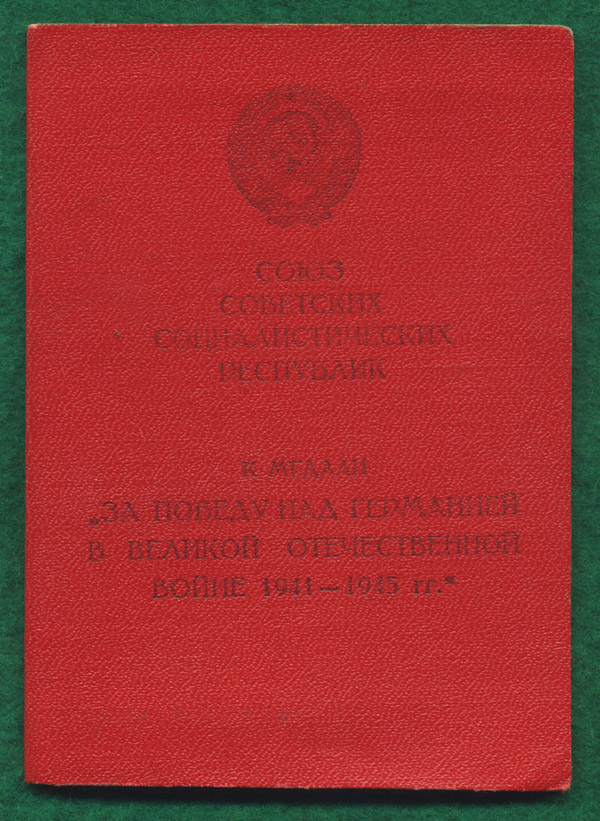 СОЮЗ
СОВЕТСКИХ
СОЦИАЛИСТИЧЕСКИХ
РЕСПУБЛИК
К МЕДАЛИ
„ЗА ПОБЕДУ НАД ГЕРМАНИЕЙ
В ВЕЛИКОЙ ОТЕЧЕСТВЕННОЙ
ВОЙНЕ 1941—1945 гг.“